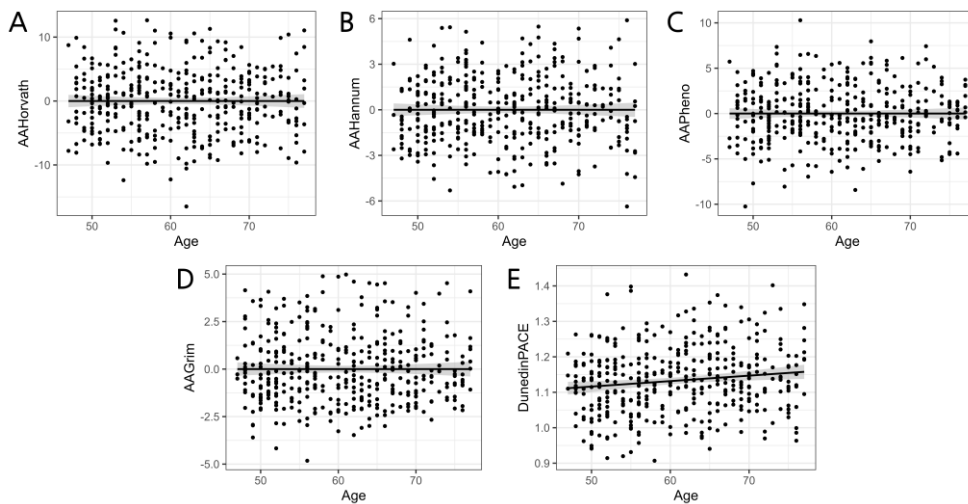 A
AAHorvath
10
0
-10
50
60
70
Age
B
AAHannum
6
3
0
-3
-6
50
60
70
Age
C
AAPheno
10
5
0
-5
-10
50
60
70
Age
D
AAGrim
5.0
2.5
0.0
-2.5
-5.0
50
60
70
Age
E
DunedinPACE
1.4
1.3
1.2
1.1
1.0
0.9
50
60
70
Age